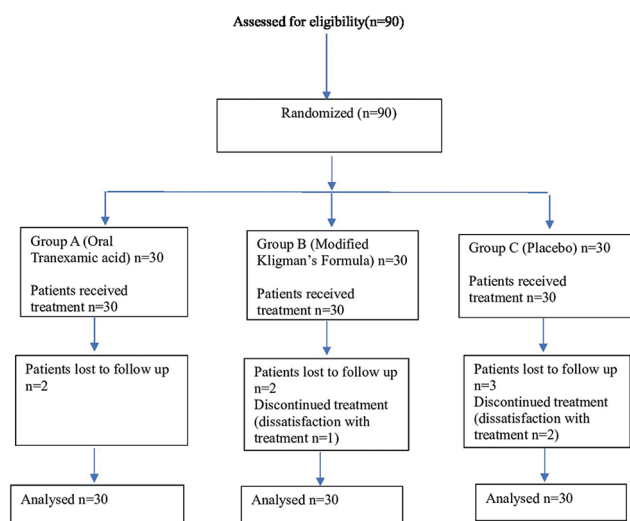 Assessed for eligibility(n=90)
Randomized (n=90)
Group A (Oral
Tranexamic acid) n=30
Patients received
treatment n=30
Group B (Modified
Kligman's Formula) n=30
Patients received
treatment n=30
Group C (Placebo) n=30
Patients received
treatment n=30
Patients lost to follow up
n=2
Patients lost to follow up
n=2
Discontinued treatment
(dissatisfaction with
treatment n=1)
Patients lost to follow up
n=3
Discontinued treatment
(dissatisfaction with
treatment n=2)
Analysed n=30
Analysed n=30
Analysed n=30